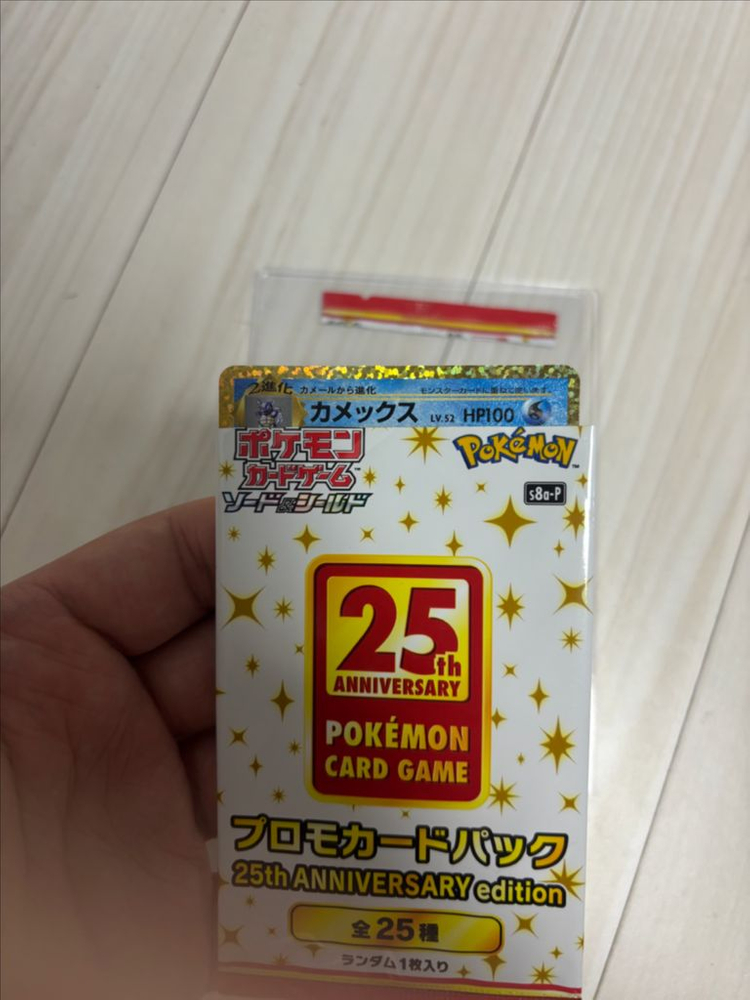 2進化 カメールから進化 モンスターカードに重ねて使います。
カメックス LV.52 HP100
ポケモン
カードゲーム
ソード&シールド
POKéMON
s8a-P
25th
ANNIVERSARY
POKÉMON
CARD GAME
プロモカードパック
25th ANNIVERSARY edition
全25種
ランダム1枚入り